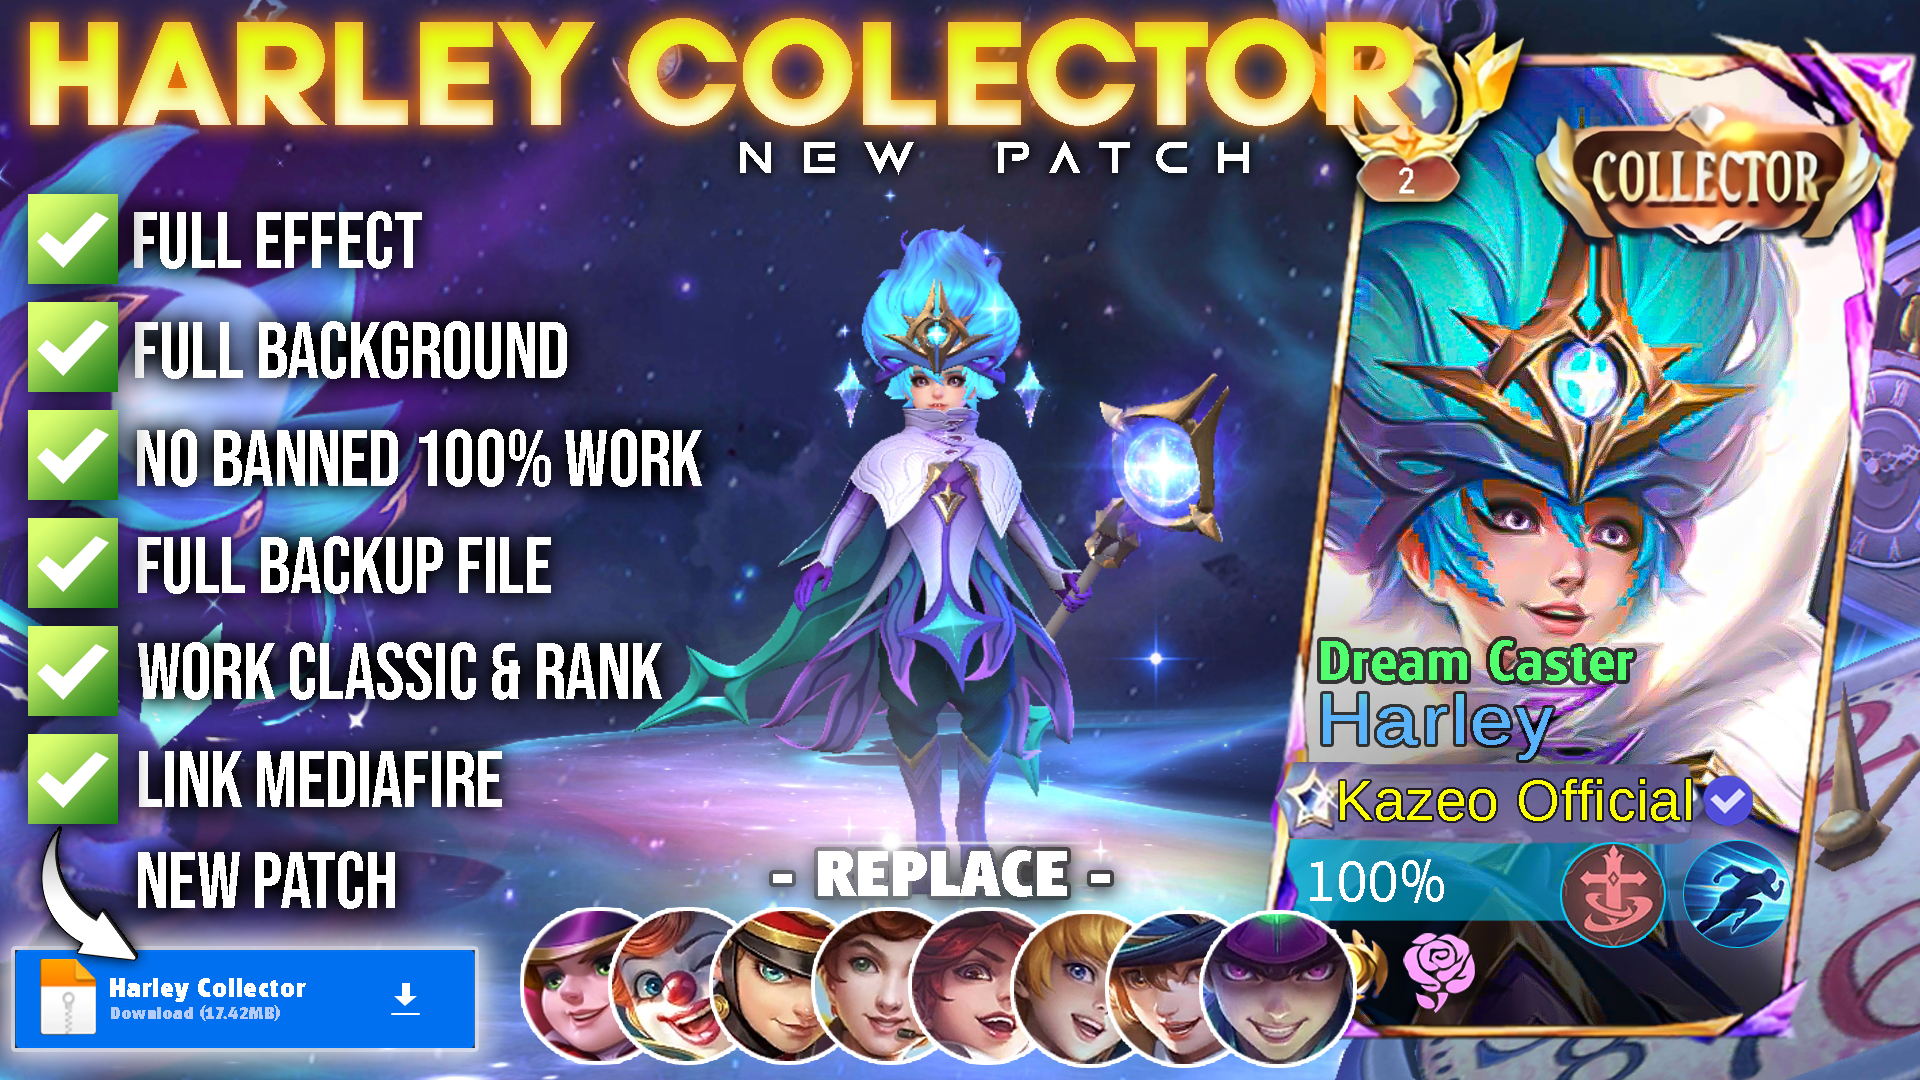 HARLEY COLECTOR
NEW PATCH
FULL EFFECT
FULL BACKGROUND
NO BANNED 100% WORK
FULL BACKUP FILE
WORK CLASSIC & RANK
LINK MEDIAFIRE
NEW PATCH
Harley Collector
Download (17.42MB)
- REPLACE -
2
COLLECTOR
Dream Caster
Harley
Kazeo Official
100%